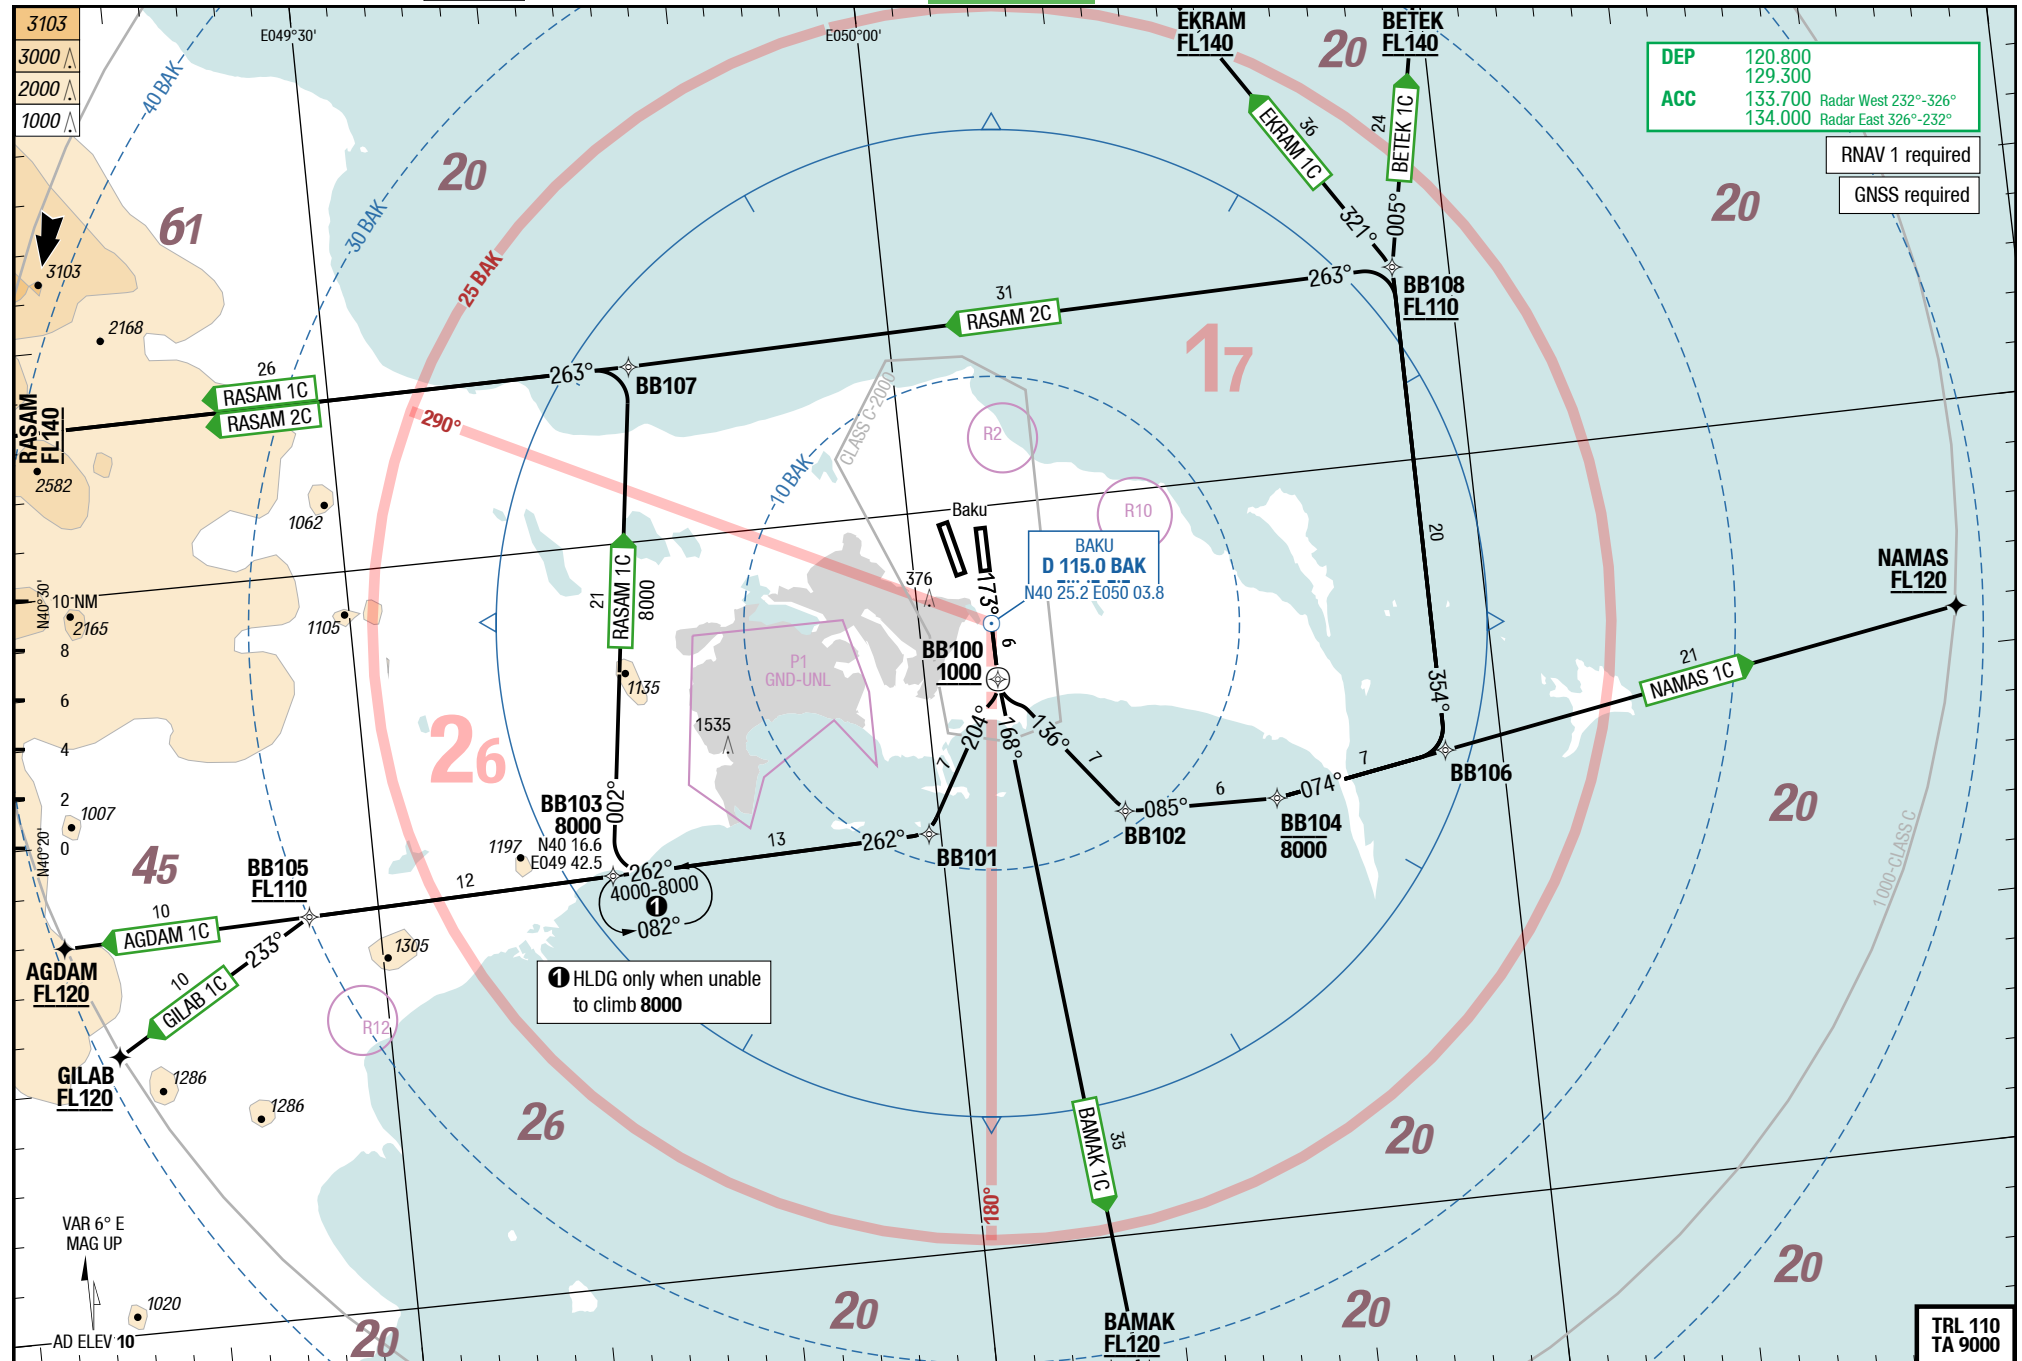 3103
3000
2000
1000
E049°30'
E050°00'
EKRAM
FL140
BETEK
FL140
DEP 120.800
129.300
ACC 133.700 Radar West 232°-326°
134.000 Radar East 326°-232°
RNAV 1 required
GNSS required
40 BAK
30 BAK
25 BAK
10 BAK
20
20
20
61
3103
2168
36
EKRAM 1C
321°
24
BETEK 1C
005°
BB108
FL110
263°
31
RASAM 2C
17
263°
BB107
26
RASAM 1C
RASAM 2C
RASAM
FL140
2582
290°
CLASS C-2000
R2
R10
1062
Baku
BAKU
D 115.0 BAK
N40 25.2 E050 03.8
173°
376
6
20
NAMAS
FL120
N40°30'
10 NM
8
6
4
2
0
N40°20'
2165
1105
21
RASAM 1C
8000
1135
P1
GND-UNL
1535
BB100
1000
204°
168°
136°
7
7
354°
21
NAMAS 1C
BB106
7
074°
6
085°
BB102
BB104
8000
26
002°
BB103
8000
N40 16.6
E049 42.5
1197
1007
45
13
262°
BB101
262°
4000-8000
1
082°
BB105
FL110
12
10
AGDAM 1C
AGDAM
FL120
233°
10
GILAB 1C
GILAB
FL120
1305
R12
1 HLDG only when unable
to climb 8000
1286
1286
26
20
20
20
1000-CLASS C
35
BAMAK 1C
180°
BAMAK
FL120
VAR 6° E
MAG UP
1020
AD ELEV 10
20
20
20
TRL 110
TA 9000